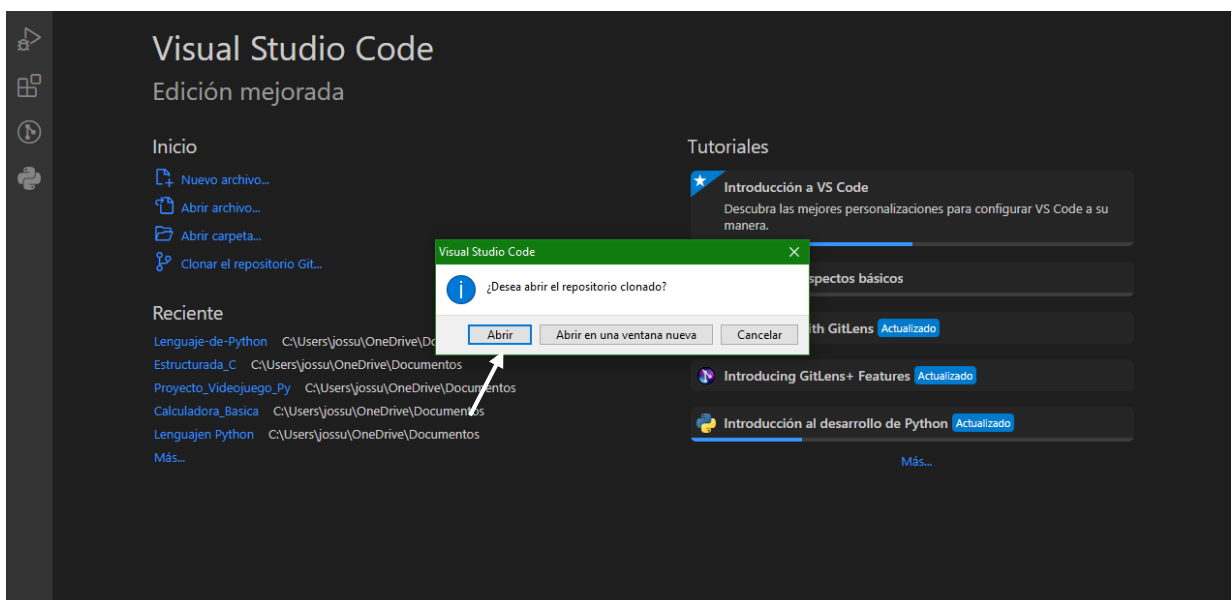 Visual Studio Code
Edición mejorada
Inicio
Nuevo archivo...
Abrir archivo...
Abrir carpeta...
Clonar el repositorio Git...
Reciente
Lenguaje-de-Python C:\Users\jossu\OneDrive\Do
Estructurada_C C:\Users\jossu\OneDrive\Documentos
Proyecto_Videojuego_Py C:\Users\jossu\OneDrive\Documentos
Calculadora_Basica C:\Users\jossu\OneDrive\Documentos
Lenguajen Python C:\Users\jossu\OneDrive\Documentos
Más...
Visual Studio Code
¿Desea abrir el repositorio clonado?
Abrir Abrir en una ventana nueva Cancelar
Tutoriales
Introducción a VS Code
Descubra las mejores personalizaciones para configurar VS Code a su
manera.
spectos básicos
ith GitLens Actualizado
Introducing GitLens+ Features Actualizado
Introducción al desarrollo de Python Actualizado
Más...